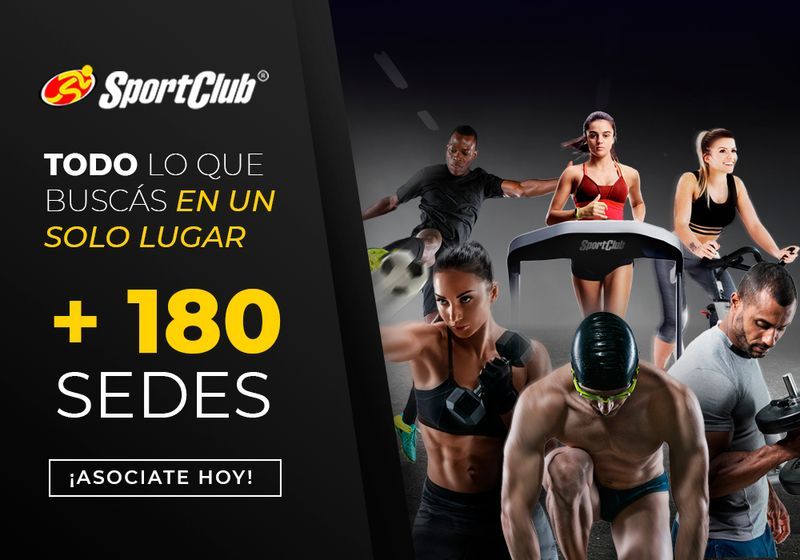 SportClub®
TODO LO QUE
BUSCÁS EN UN
SOLO LUGAR
+ 180
SEDES
¡ASOCIATE HOY!
SportClub